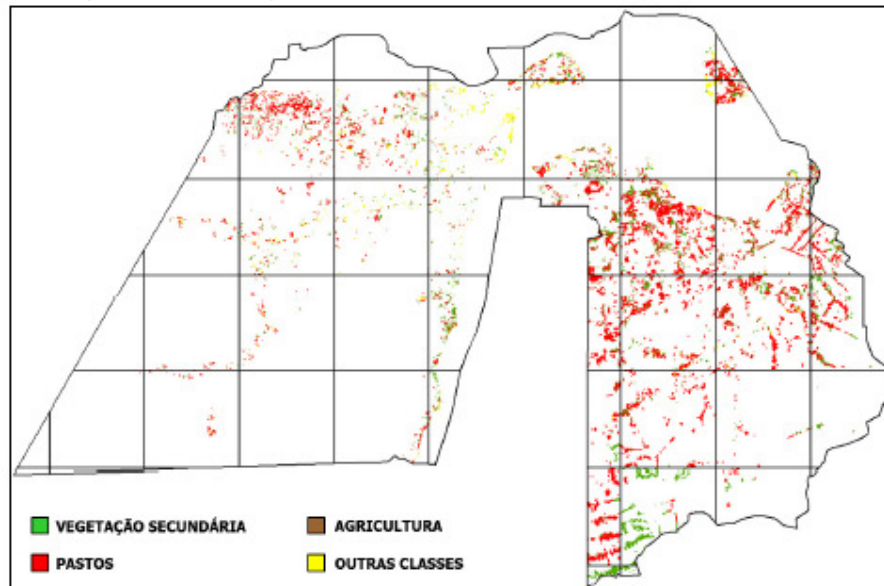 VEGETAÇÃO SECUNDÁRIA
AGRICULTURA
PASTOS
OUTRAS CLASSES